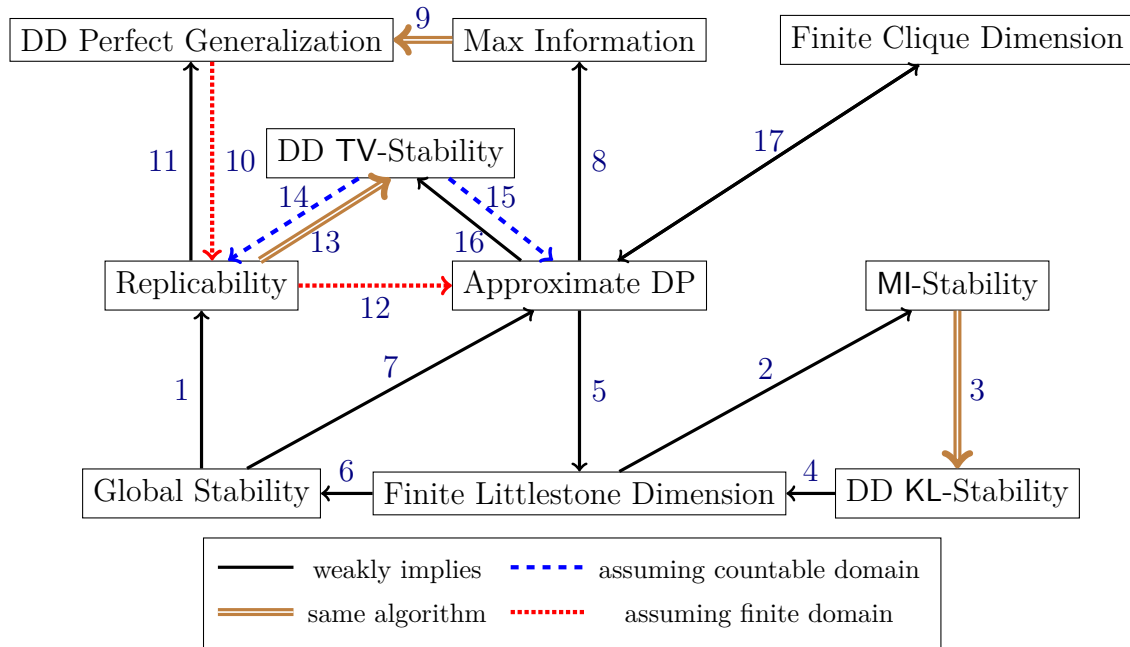 9
DD Perfect Generalization
Max Information
Finite Clique Dimension
17
11
10
DD TV-Stability
8
14
15
13
16
Replicability
Approximate DP
MI-Stability
12
7
2
1
5
3
6
4
Global Stability
Finite Littlestone Dimension
DD KL-Stability
weakly implies
assuming countable domain
same algorithm
assuming finite domain